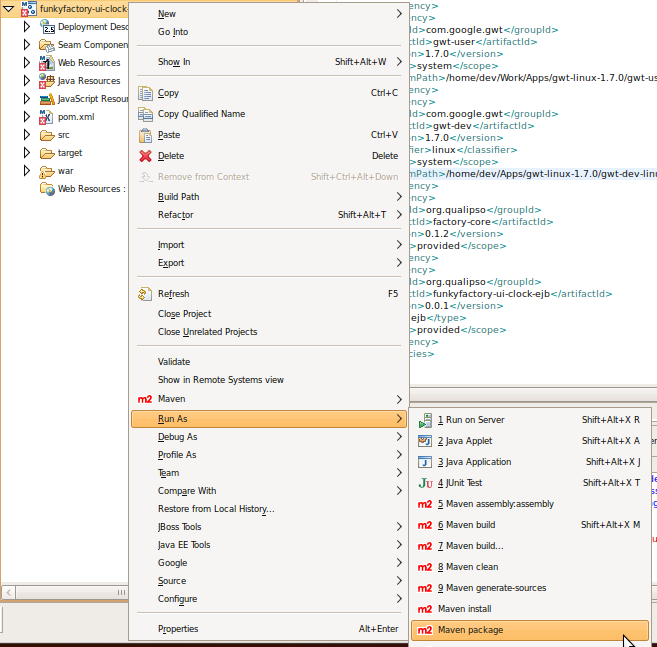 funkyfactory-ui-clock
Deployment Desc
Seam Componen
Web Resources
Java Resources
JavaScript Resour
pom.xml
src
target
war
Web Resources :
New
Go Into
Show In Shift+Alt+W
Copy Ctrl+C
Copy Qualified Name
Paste Ctrl+V
Delete Delete
Remove from Context Shift+Ctrl+Alt+Down
Build Path
Refactor Shift+Alt+T
Import
Export
Refresh F5
Close Project
Close Unrelated Projects
Validate
Show in Remote Systems view
m2 Maven
Run As
Debug As
Profile As
Team
Compare With
Restore from Local History...
JBoss Tools
Java EE Tools
Google
Source
Configure
Properties Alt+Enter
ency>
cy>
Id>com.google.gwt</groupId>
ctId>gwt-user</artifactId>
n>1.7.0</version>
system</scope>
mPath>/home/dev/Work/Apps/gwt-linux-1.7.0/gwt-us
ency>
cy>
Id>com.google.gwt</groupId>
ctId>gwt-dev</artifactId>
n>1.7.0</version>
fier>linux</classifier>
system</scope>
mPath>/home/dev/Apps/gwt-linux-1.7.0/gwt-dev-linu
ency>
cy>
Id>org.qualipso</groupId>
ctId>factory-core</artifactId>
n>0.1.2</version>
provided</scope>
ency>
cy>
Id>org.qualipso</groupId>
ctId>funkyfactory-ui-clock-ejb</artifactId>
n>0.0.1</version>
ejb</type>
provided</scope>
ency>
cies>
1 Run on Server Shift+Alt+X R
2 Java Applet Shift+Alt+X A
3 Java Application Shift+Alt+X J
Ju 4 JUnit Test Shift+Alt+X T
m2 5 Maven assembly:assembly
m2 6 Maven build Shift+Alt+X M
m2 7 Maven build...
m2 8 Maven clean
m2 9 Maven generate-sources
m2 Maven install
m2 Maven package